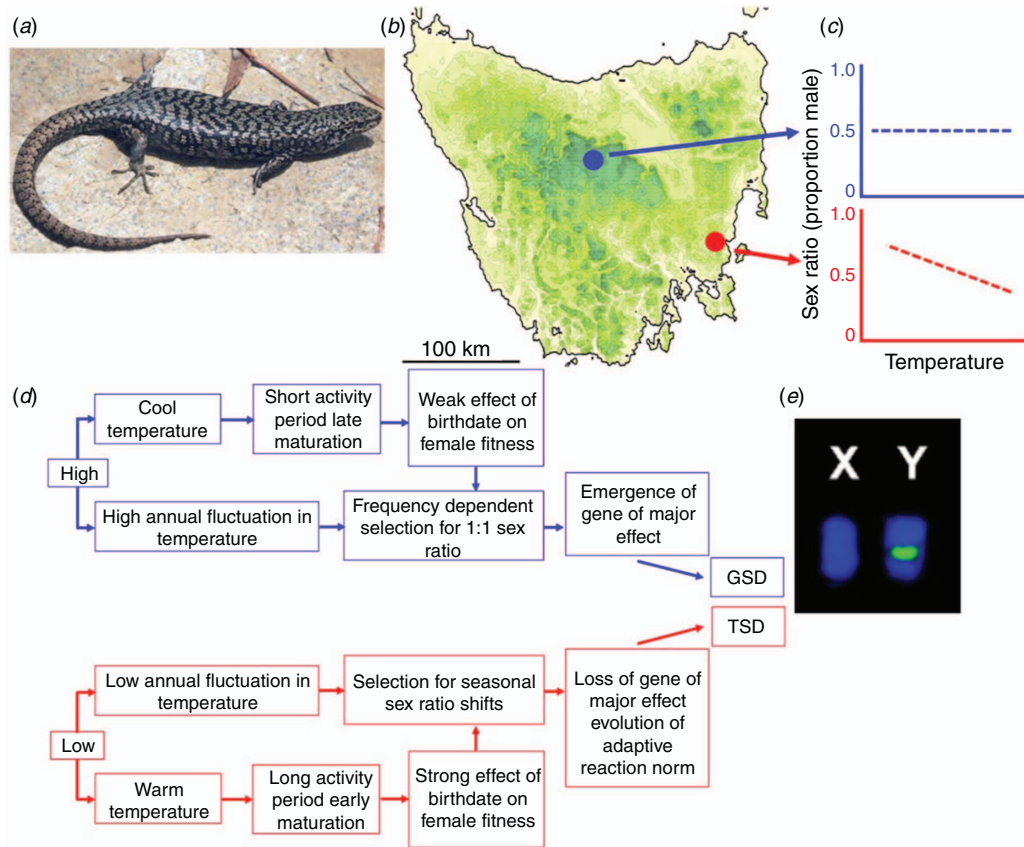 (a)
(b)
(c)
Sex ratio (proportion male)
1.0
0.5
0
1.0
0.5
0
Temperature
100 km
(d)
High
Cool
temperature
Short activity
period late
maturation
Weak effect of
birthdate on
female fitness
High annual fluctuation in
temperature
Frequency dependent
selection for 1:1 sex
ratio
Emergence of
gene of major
effect
GSD
TSD
Low annual fluctuation in
temperature
Selection for seasonal
sex ratio shifts
Loss of gene of
major effect
evolution of
adaptive
reaction norm
Low
Warm
temperature
Long activity
period early
maturation
Strong effect of
birthdate on
female fitness
(e)
X Y